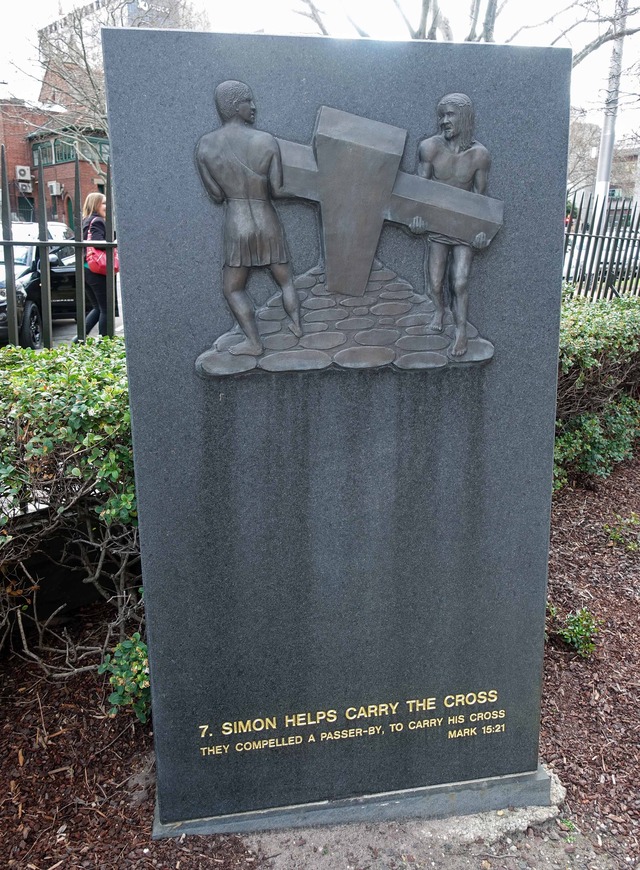 7. SIMON HELPS CARRY THE CROSS
THEY COMPELLED A PASSER-BY, TO CARRY HIS CROSS
MARK 15:21